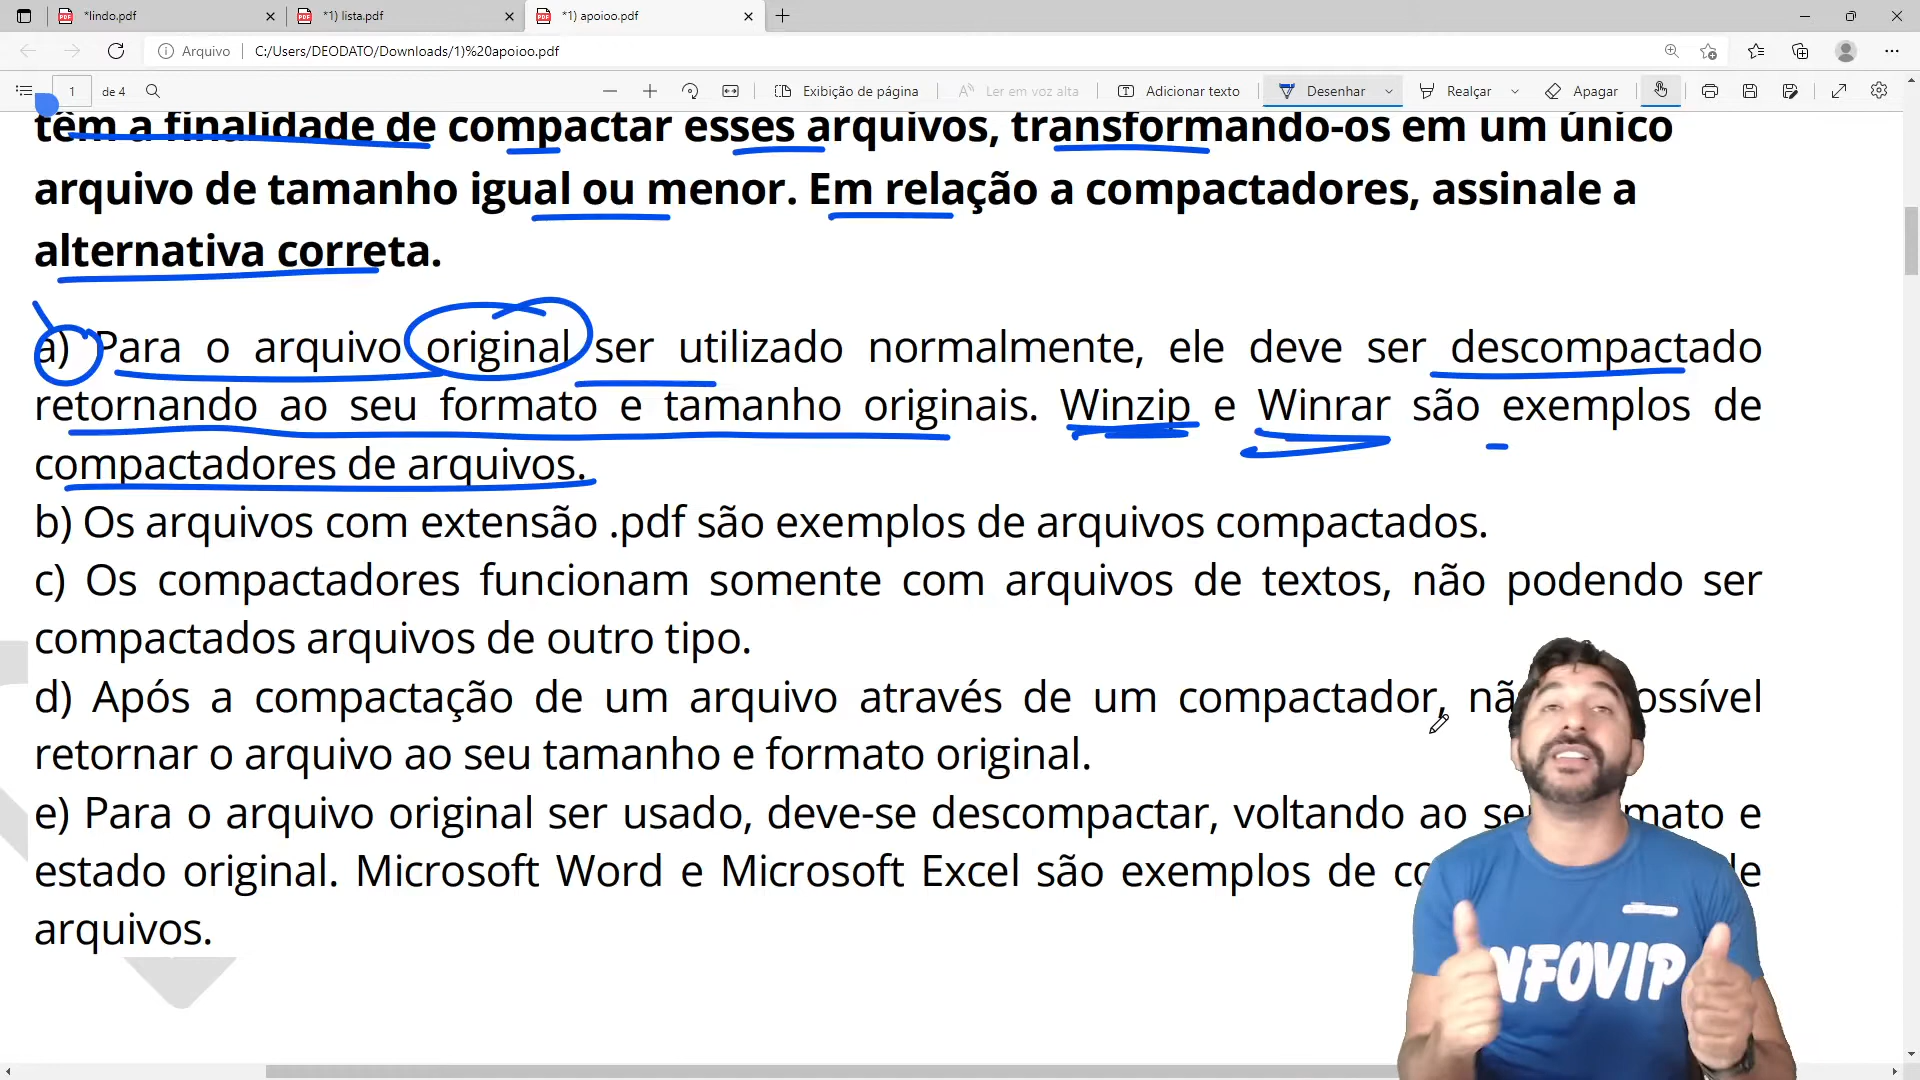 *lindo.pdf
*1) lista.pdf
*1) apoioo.pdf
Arquivo C:/Users/DEODATO/Downloads/1)%20apoioo.pdf
1 de 4 Exibição de página Ler em voz alta Adicionar texto Desenhar Realçar Apagar
têm a finalidade de compactar esses arquivos, transformando-os em um único
arquivo de tamanho igual ou menor. Em relação a compactadores, assinale a
alternativa correta.
a) Para o arquivo original ser utilizado normalmente, ele deve ser descompactado
retornando ao seu formato e tamanho originais. Winzip e Winrar são exemplos de
compactadores de arquivos.
b) Os arquivos com extensão .pdf são exemplos de arquivos compactados.
c) Os compactadores funcionam somente com arquivos de textos, não podendo ser
compactados arquivos de outro tipo.
d) Após a compactação de um arquivo através de um compactador,
retornar o arquivo ao seu tamanho e formato original.
e) Para o arquivo original ser usado, deve-se descompactar, voltando ao e
estado original. Microsoft Word e Microsoft Excel são exemplos de
arquivos.
NFOVIP